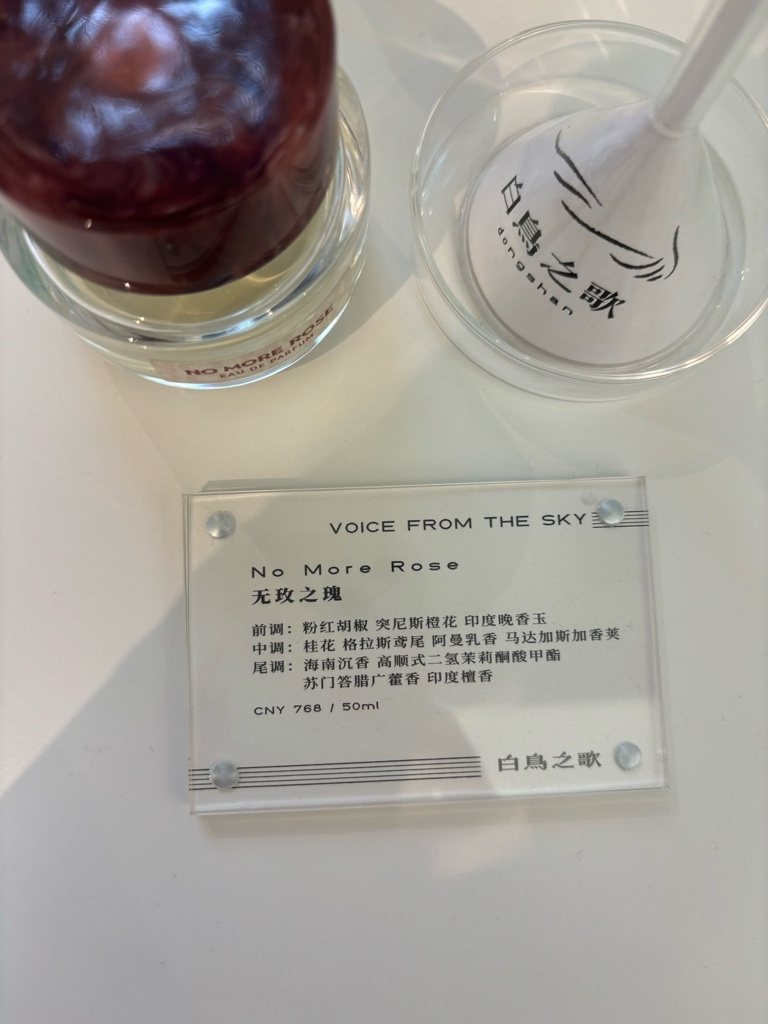 NO MORE ROSE
EAU DE PARFUM
白鳥之歌
dongshan
VOICE FROM THE SKY
No More Rose
无玫之瑰
前调：粉红胡椒 突尼斯橙花 印度晚香玉
中调：桂花 格拉斯鸢尾 阿曼乳香 马达加斯加香荚
尾调：海南沉香 高顺式二氢茉莉酮酸甲酯
苏门答腊广藿香 印度檀香
CNY 768 / 50ml
白鳥之歌